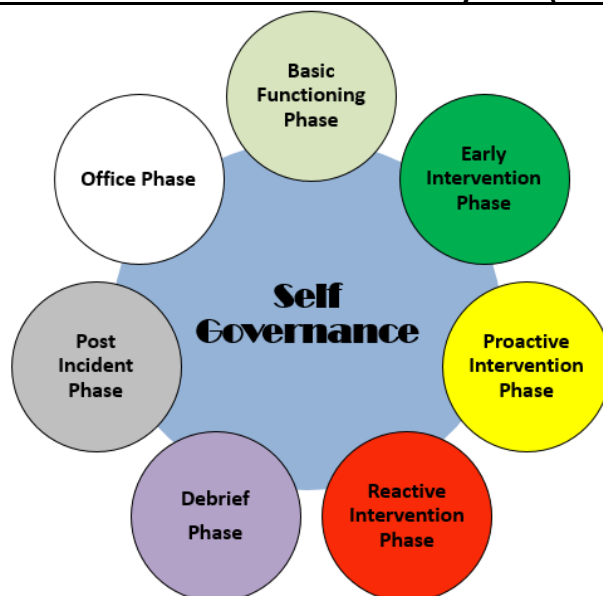 Basic
Functioning
Phase
Early
Intervention
Phase
Proactive
Intervention
Phase
Reactive
Intervention
Phase
Debrief
Phase
Post
Incident
Phase
Office Phase
Self
Governance